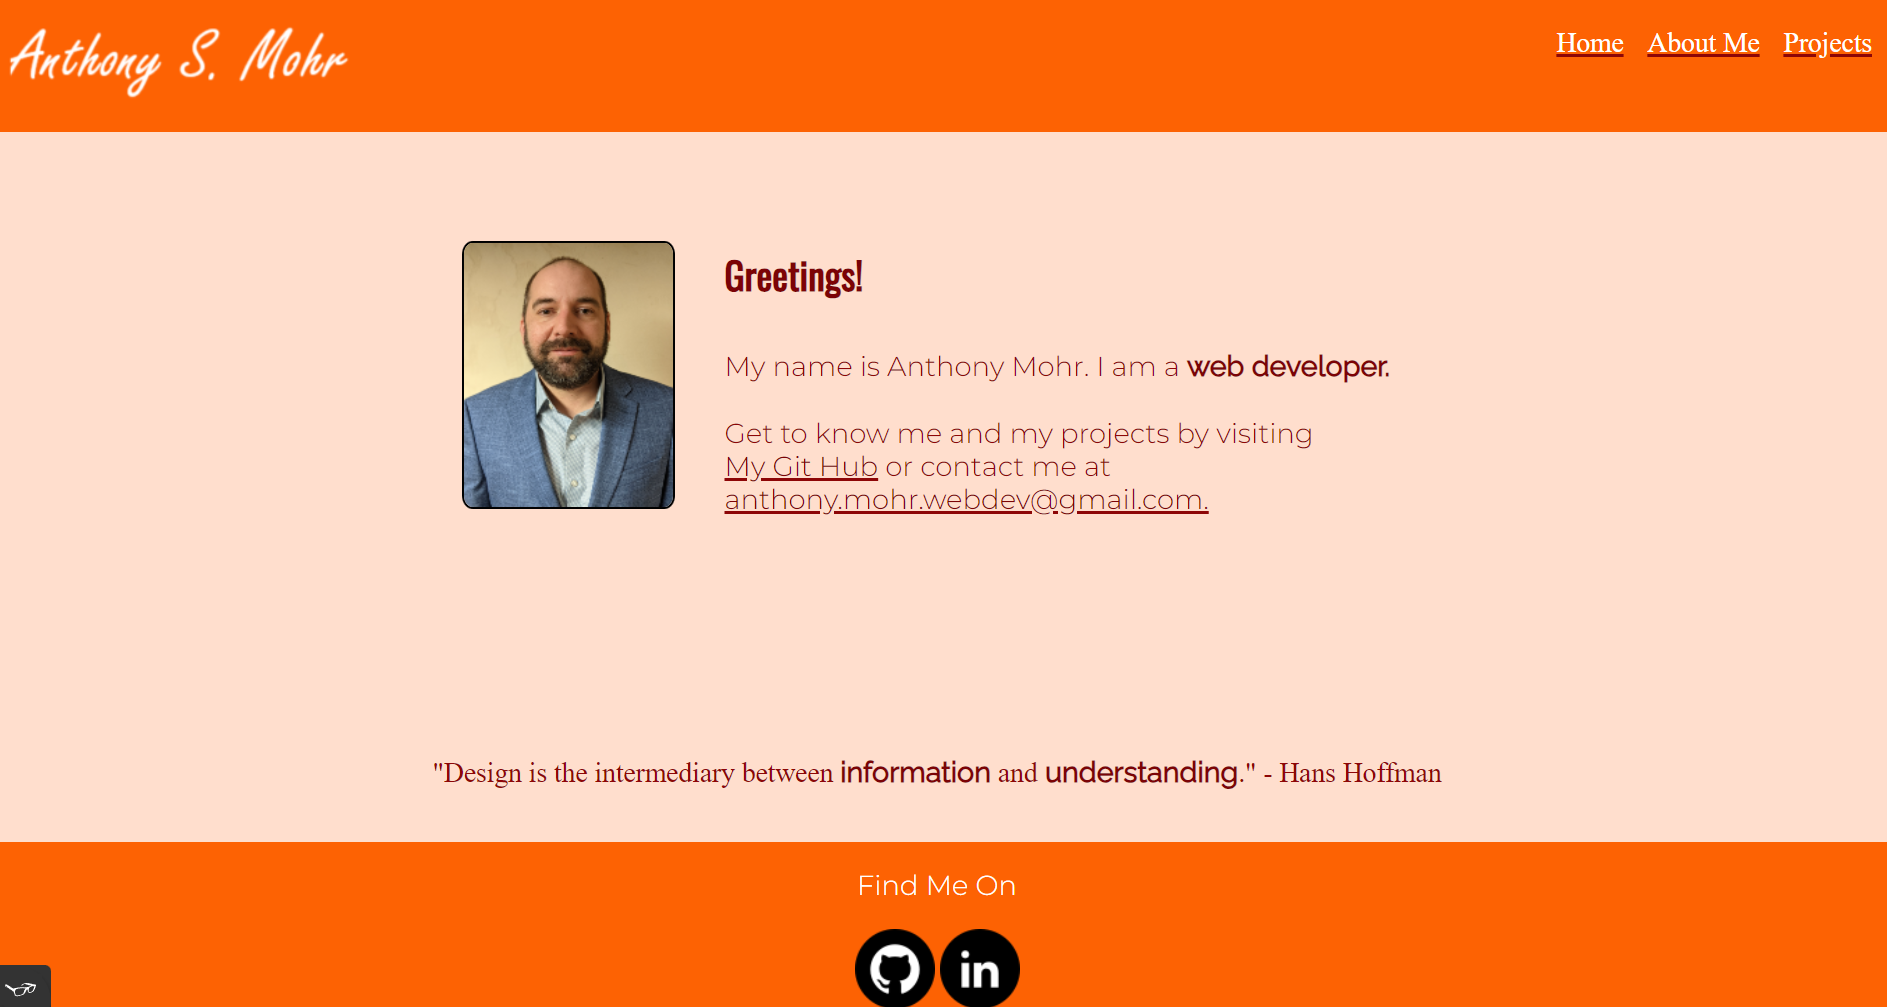 Anthony S. Mohr
Home About Me Projects
Greetings!
My name is Anthony Mohr. I am a web developer.
Get to know me and my projects by visiting
My Git Hub or contact me at
anthony.mohr.webdev@gmail.com.
"Design is the intermediary between information and understanding." - Hans Hoffman
Find Me On
in